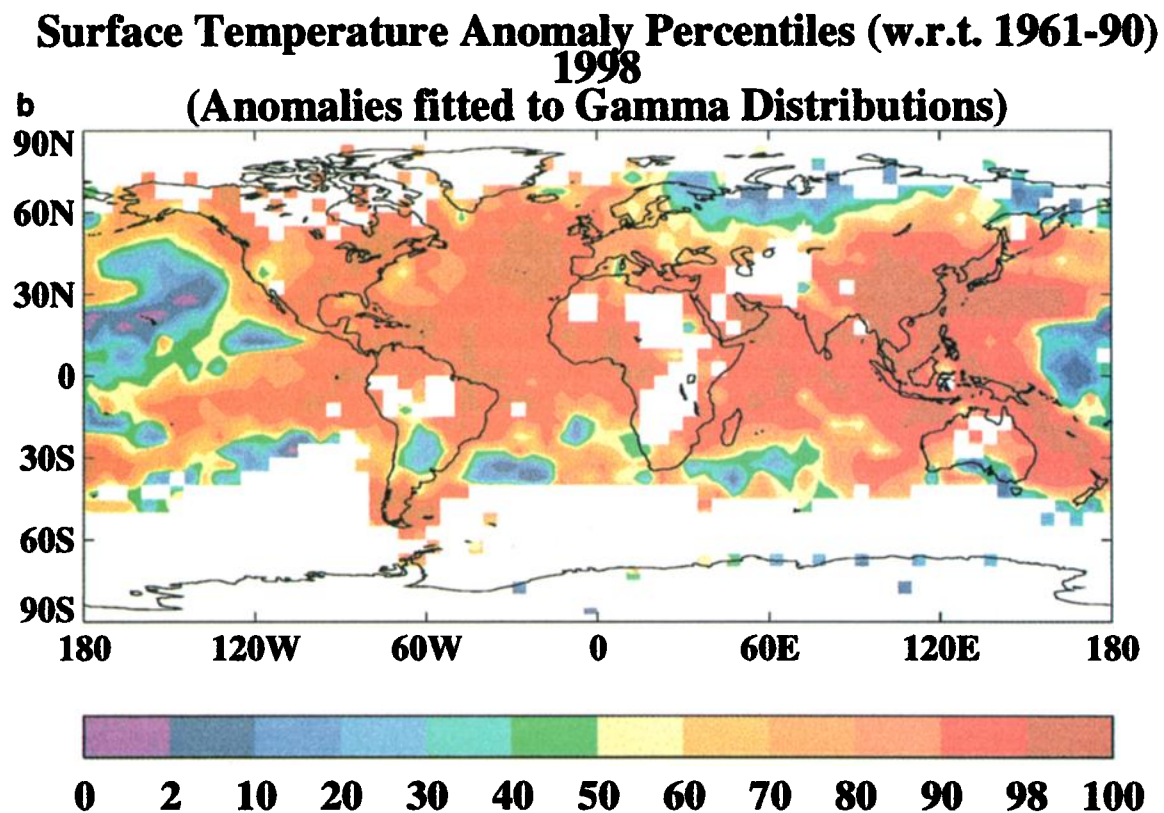 Surface Temperature Anomaly Percentiles (w.r.t. 1961-90)
1998
b (Anomalies fitted to Gamma Distributions)
90N
60N
30N
0
30S
60S
90S
180 120W 60W 0 60E 120E 180
0 2 10 20 30 40 50 60 70 80 90 98 100